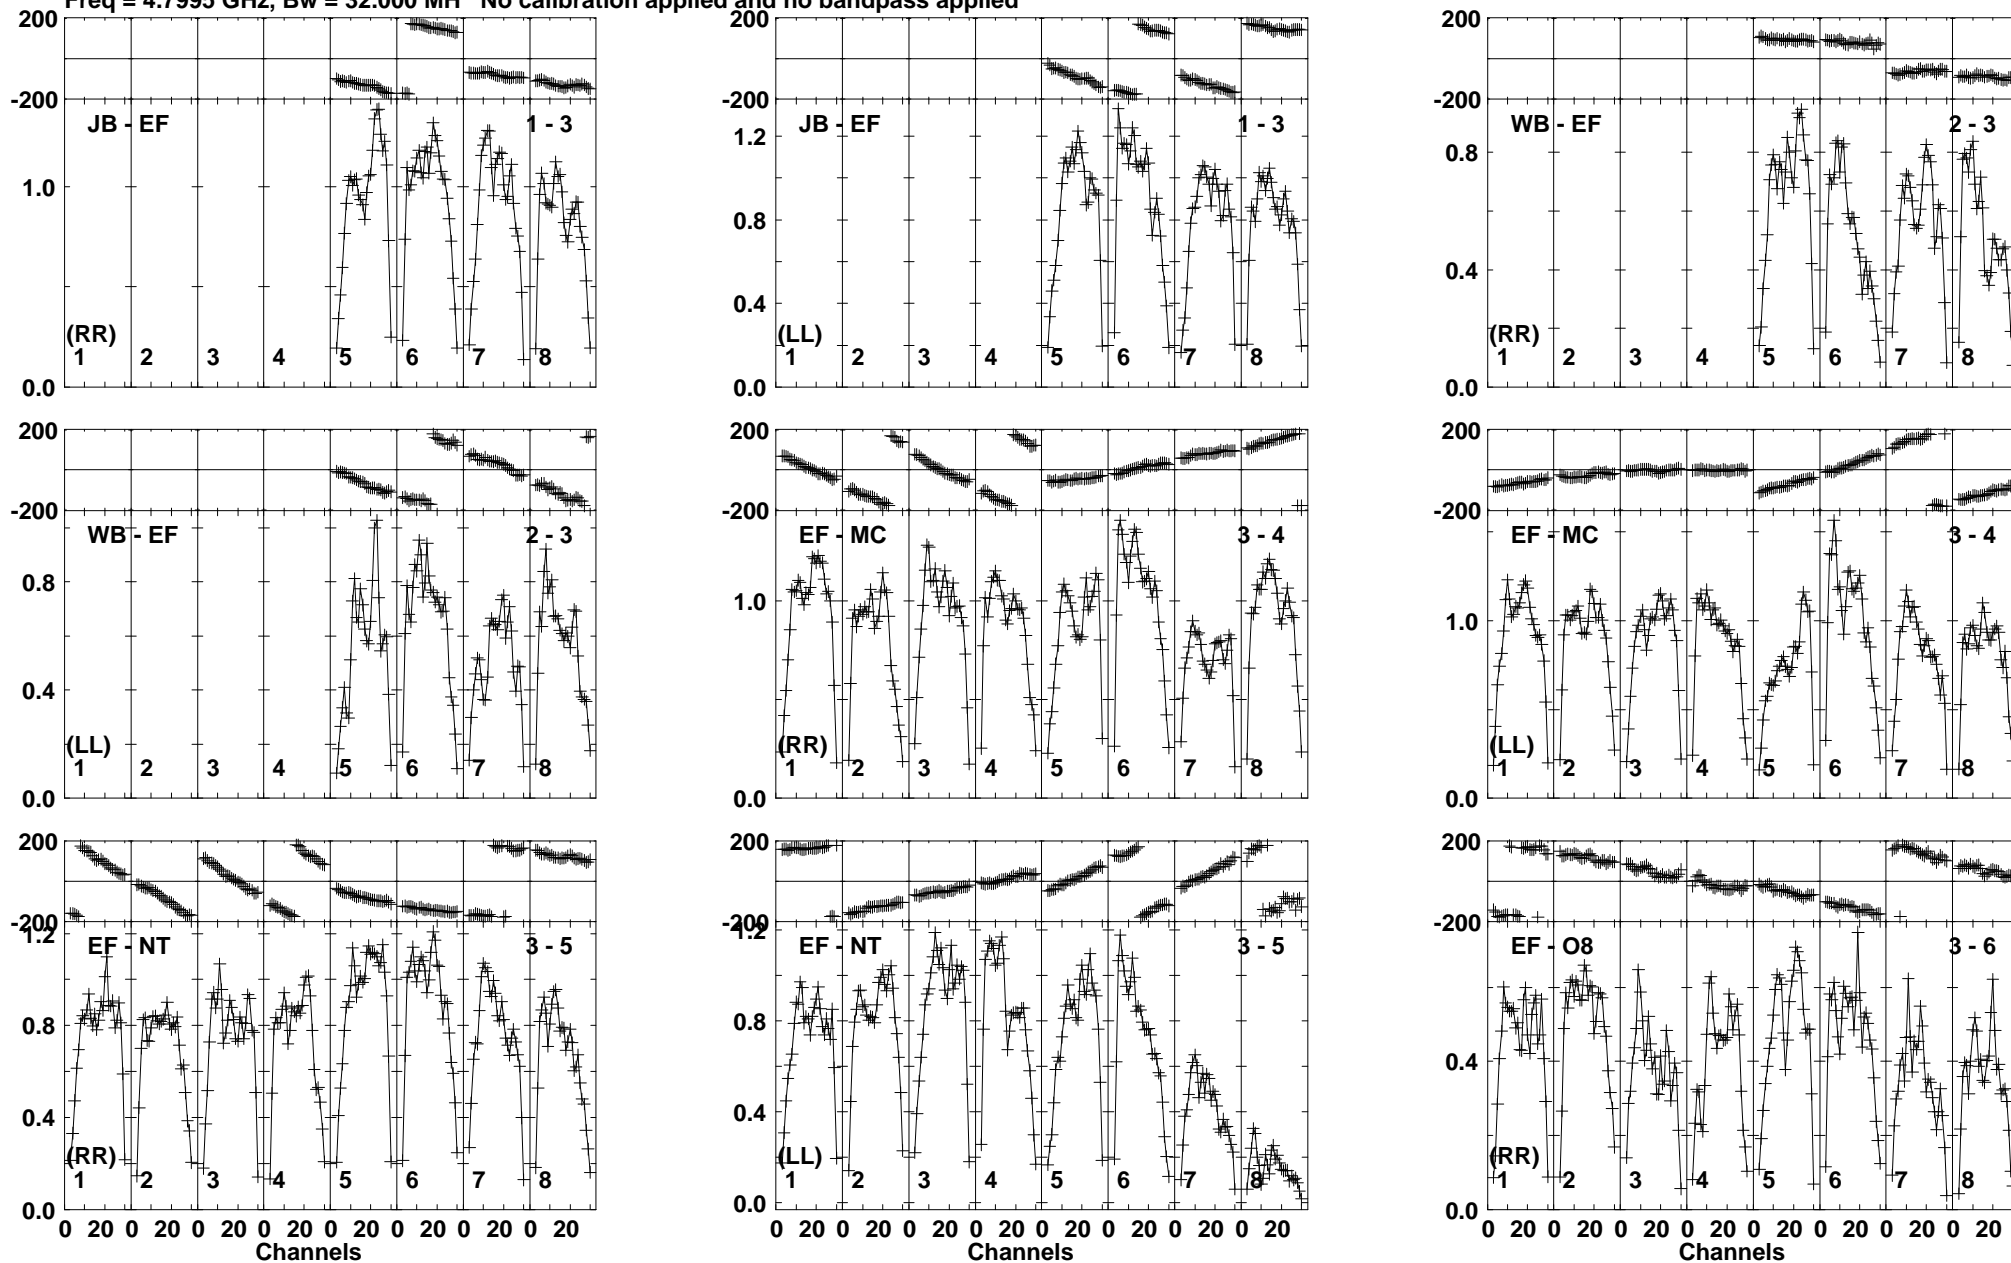 Freq = 4.7995 GHz, Bw = 32.000 MH No calibration applied and no bandpass applied
200 200 200
-200 -200 -200
JB - EF 1 - 3 JB - EF 1 - 3 WB - EF 2 - 3
1.2
1.0 0.8 0.8
0.4 0.4
(RR) (LL) (RR)
1 2 3 4 5 6 7 8 1 2 3 4 5 6 7 8 1 2 3 4 5 6 7 8
0.0 0.0 0.0
200 200 200
-200 -200 -200
WB - EF 2 - 3 EF - MC 3 - 4 EF - MC 3 - 4
0.8 1.0 1.0
0.4
(LL) (RR) (LL)
1 2 3 4 5 6 7 8 1 2 3 4 5 6 7 8 1 2 3 4 5 6 7 8
0.0 0.0 0.0
200 200 200
-200 -200 -200
1.2 1.2
EF - NT 3 - 5 EF - NT 3 - 5 EF - O8 3 - 6
0.8 0.8
0.4 0.4 0.4
(RR) (LL) (RR)
1 2 3 4 5 6 7 8 1 2 3 4 5 6 7 8 1 2 3 4 5 6 7 8
0.0 0.0 0.0
0 20 0 20 0 20 0 20 0 20 0 20 0 20 0 20 0 20 0 20 0 20 0 20 0 20 0 20 0 20 0 20 0 20 0 20 0 20 0 20 0 20 0 20 0 20 0 20
Channels Channels Channels